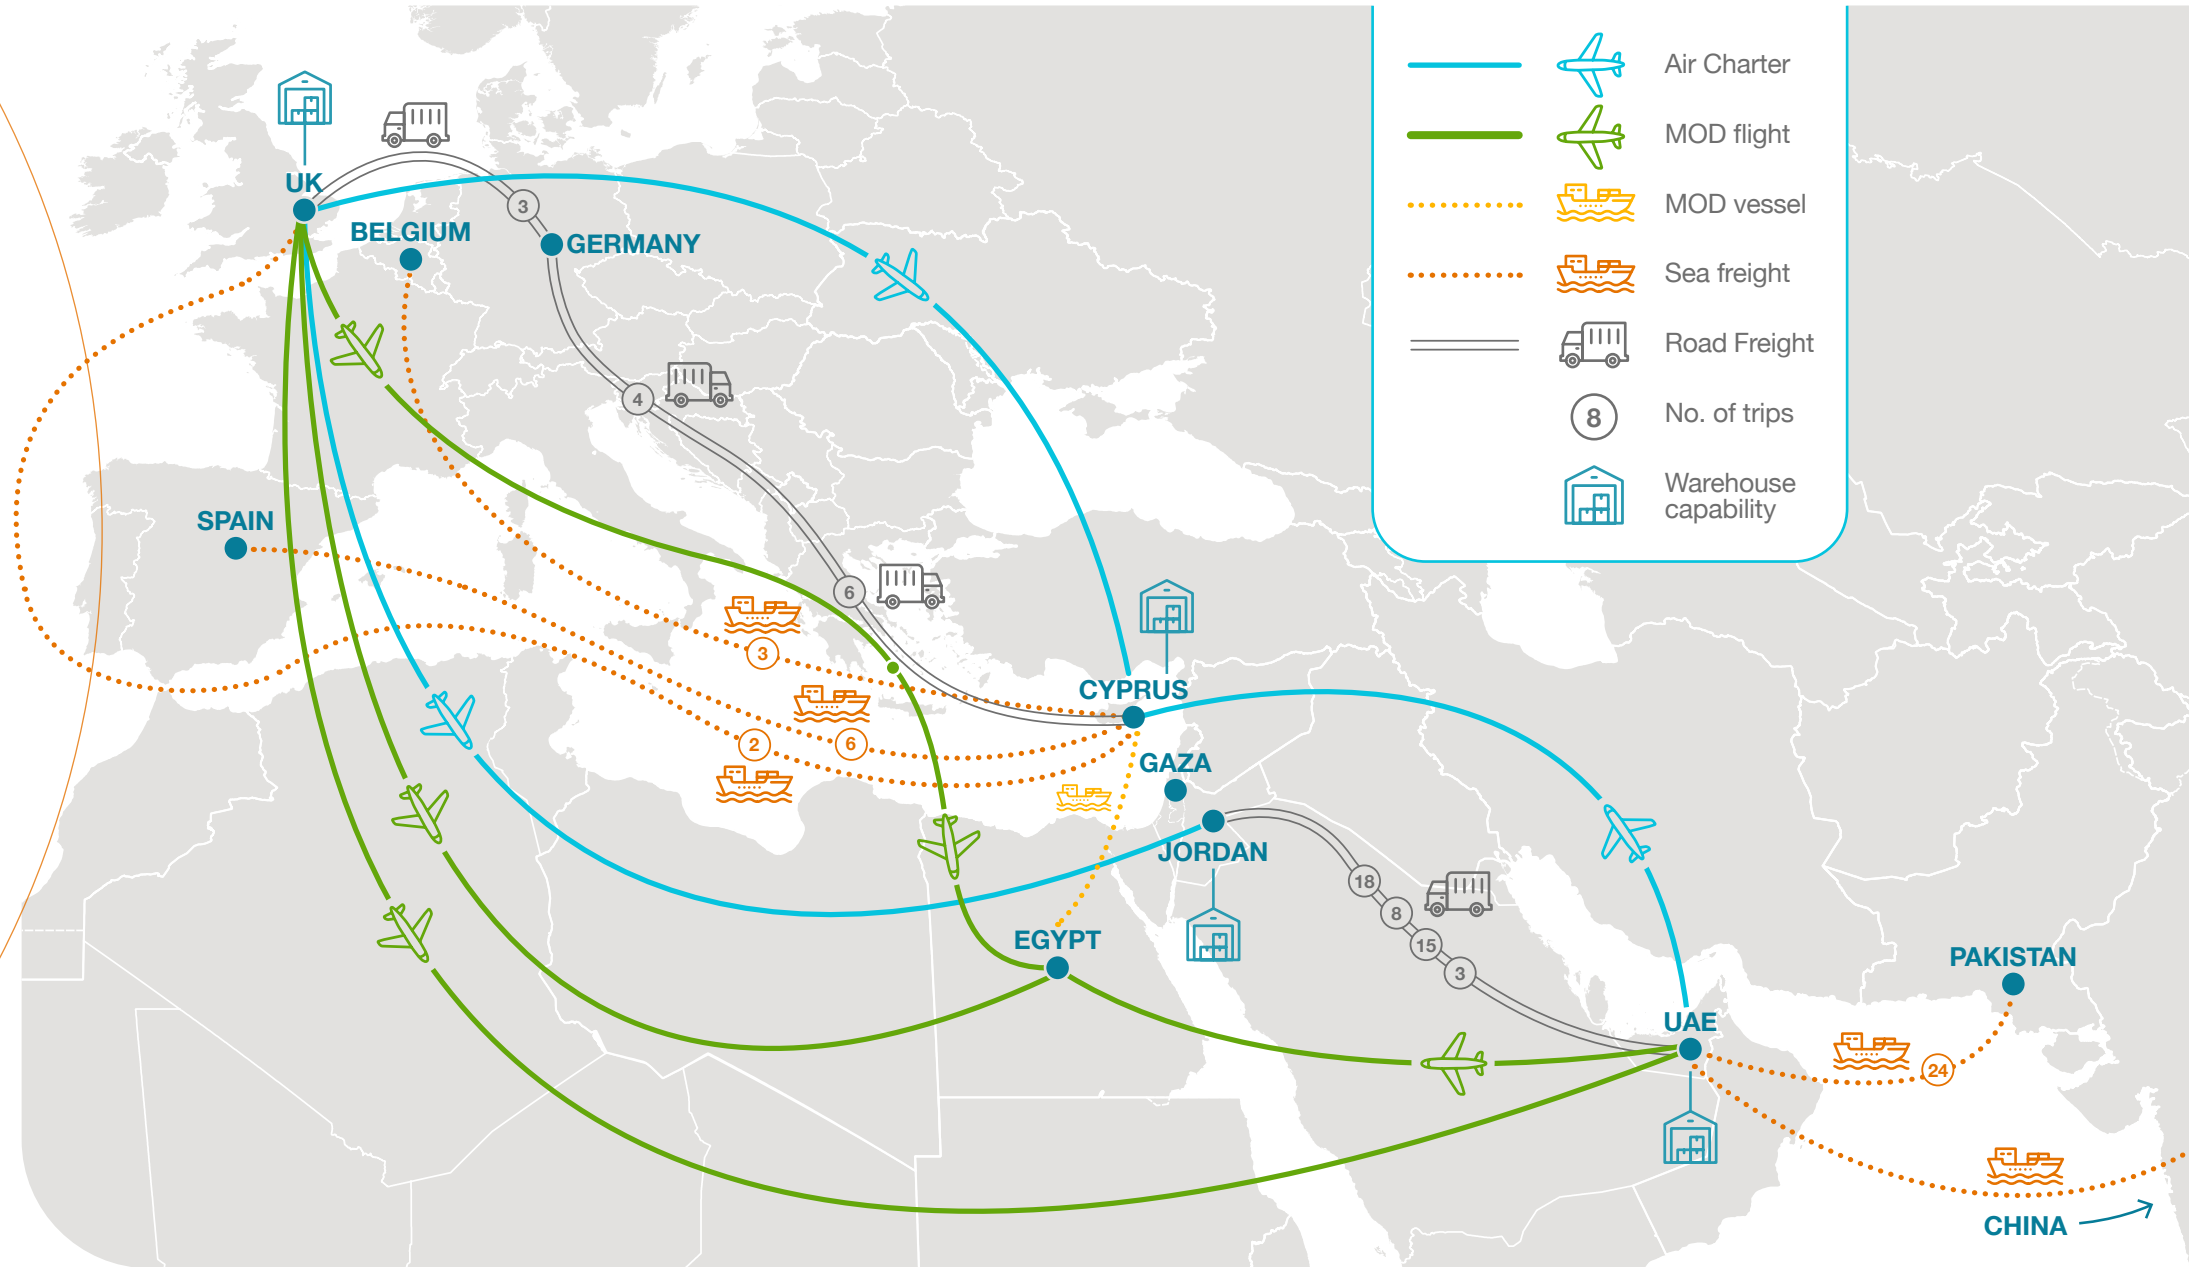 Air Charter
MOD flight
MOD vessel
Sea freight
Road Freight
8
No. of trips
Warehouse
capability
UK
3
BELGIUM
GERMANY
4
SPAIN
6
3
CYPRUS
2
6
GAZA
JORDAN
18
8
15
3
EGYPT
PAKISTAN
UAE
24
CHINA